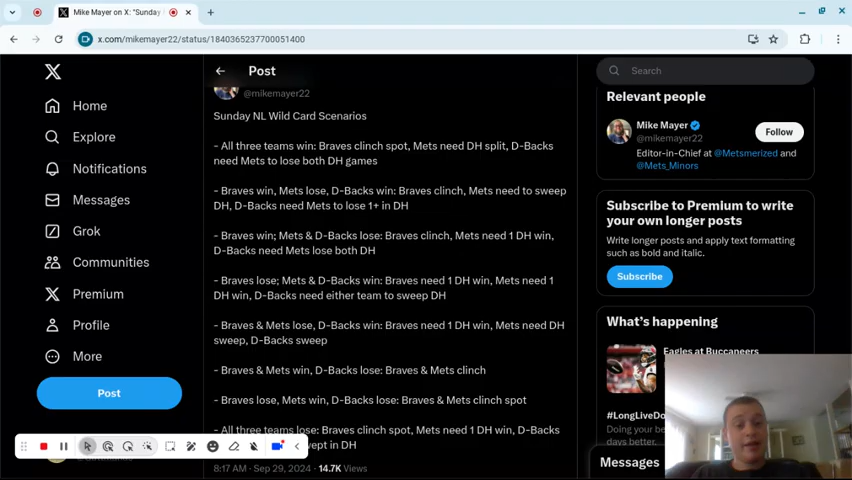 Mike Mayer on X: "Sunday
x.com/mikemayer22/status/1840365237700051400
Home
Explore
Notifications
Messages
Grok
Communities
Premium
Profile
More
Post
Post
@mikemayer22
Sunday NL Wild Card Scenarios
- All three teams win: Braves clinch spot, Mets need DH split, D-Backs
need Mets to lose both DH games
- Braves win, Mets lose, D-Backs win: Braves clinch, Mets need to sweep
DH, D-Backs need Mets to lose 1+ in DH
- Braves win; Mets & D-Backs lose: Braves clinch, Mets need 1 DH win,
D-Backs need Mets lose both DH
- Braves lose; Mets & D-Backs win: Braves need 1 DH win, Mets need 1
DH win, D-Backs need either team to sweep DH
- Braves & Mets lose, D-Backs win: Braves need 1 DH win, Mets need DH
sweep, D-Backs sweep
- Braves & Mets win, D-Backs lose: Braves & Mets clinch
- Braves lose, Mets win, D-Backs lose: Braves & Mets clinch spot
- All three teams lose: Braves clinch spot, Mets need 1 DH win, D-Backs
in DH
8:17 AM · Sep 29, 2024 · 14.7K Views
Search
Relevant people
Mike Mayer
@mikemayer22
Follow
Editor-in-Chief at @Metsmerized and
@Mets_Minors
Subscribe to Premium to write
your own longer posts
Write longer posts and apply text formatting
such as bold and italic.
Subscribe
What's happening
Eagles at Buccaneers
#LongLiveDo
Doing your be
days better.
Messages